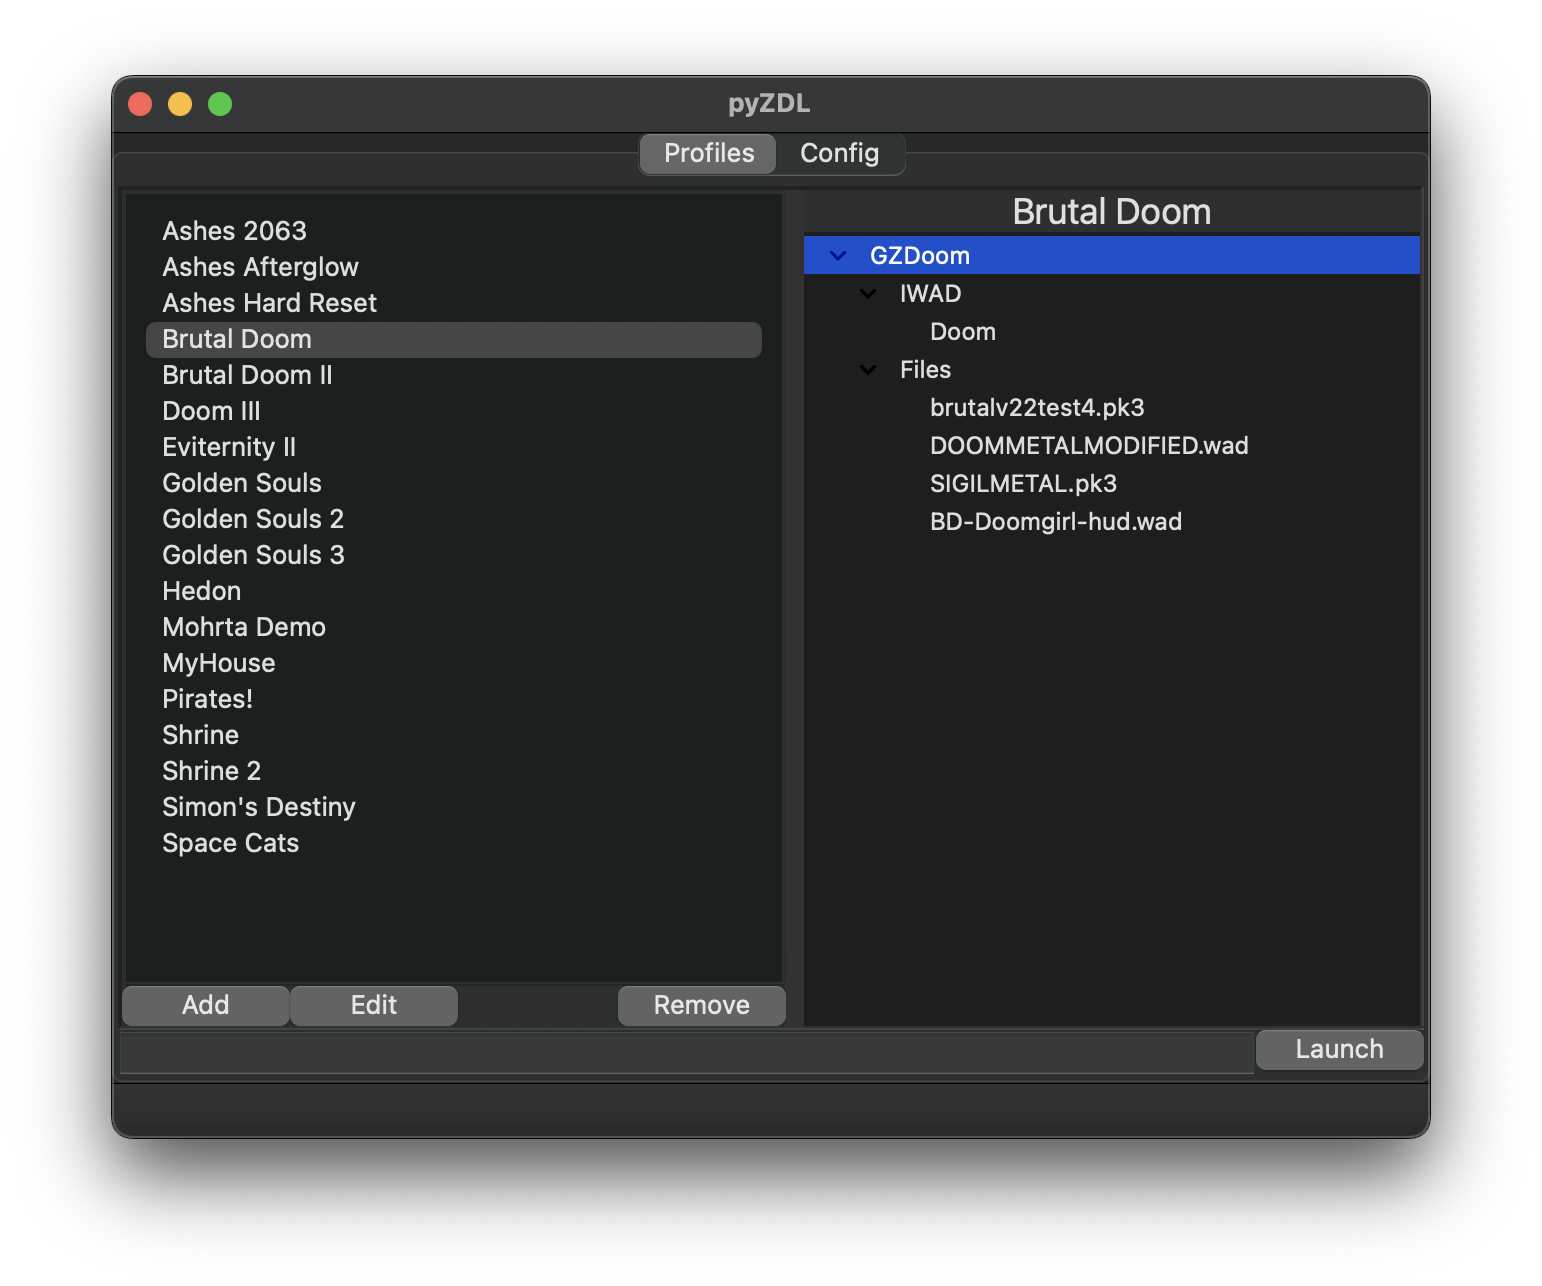 pyZDL
Profiles
Config
Ashes 2063
Ashes Afterglow
Ashes Hard Reset
Brutal Doom
Brutal Doom II
Doom III
Eviternity II
Golden Souls
Golden Souls 2
Golden Souls 3
Hedon
Mohrta Demo
MyHouse
Pirates!
Shrine
Shrine 2
Simon's Destiny
Space Cats
Add
Edit
Remove
Brutal Doom
GZDoom
IWAD
Doom
Files
brutalv22test4.pk3
DOOMMETALMODIFIED.wad
SIGILMETAL.pk3
BD-Doomgirl-hud.wad
Launch